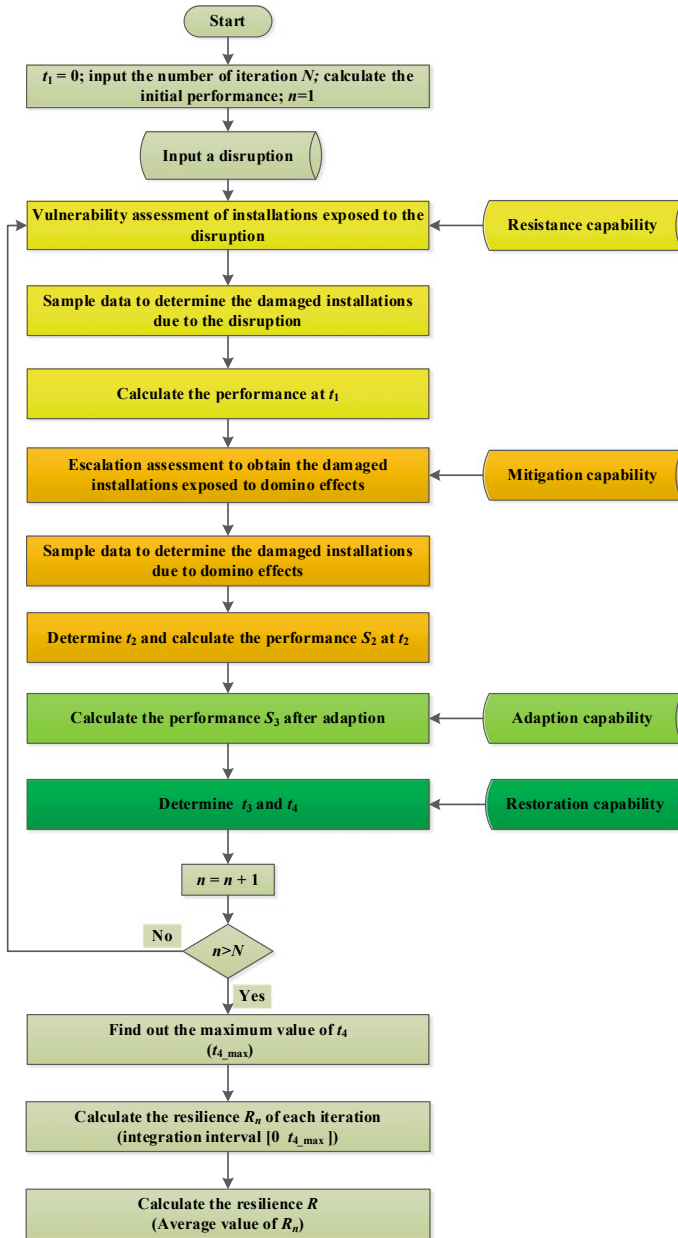 Start
t1 = 0; input the number of iteration N; calculate the
initial performance; n=1
Input a disruption
Vulnerability assessment of installations exposed to the
disruption
Resistance capability
Sample data to determine the damaged installations
due to the disruption
Calculate the performance at t1
Escalation assessment to obtain the damaged
installations exposed to domino effects
Mitigation capability
Sample data to determine the damaged installations
due to domino effects
Determine t2 and calculate the performance S2 at t2
Calculate the performance S3 after adaption
Adaption capability
Determine t3 and t4
Restoration capability
n = n + 1
No
n>N
Yes
Find out the maximum value of t4
(t4_max)
Calculate the resilience Rn of each iteration
(integration interval [0 t4_max ])
Calculate the resilience R
(Average value of Rn)